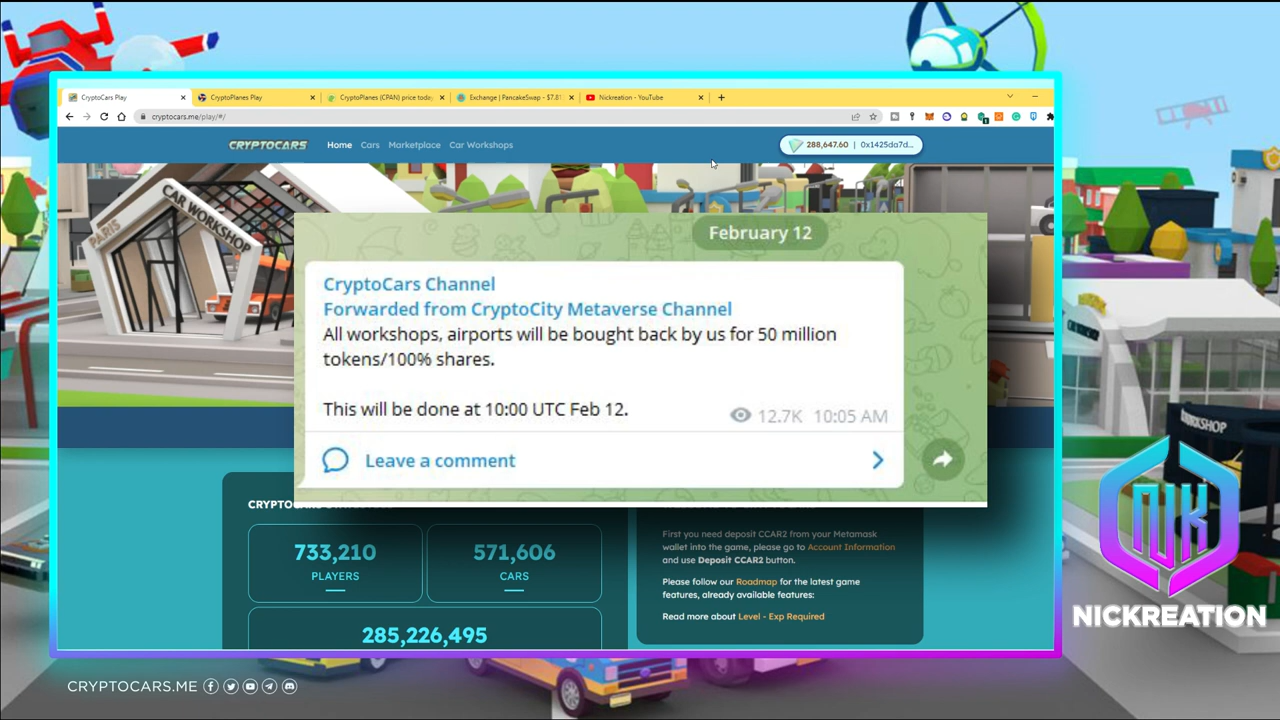 CryptoCars Play
CryptoPlanes Play
CryptoPlanes (CPAN) price today,
Exchange | PancakeSwap - $7.81
Nickreation - YouTube
cryptocars.me/play/#/
CRYPTOCARS
Home
Cars
Marketplace
Car Workshops
288,647.60 | 0x1425da7d...
PARIS
CAR WORKSHOP
February 12
CryptoCars Channel
Forwarded from CryptoCity Metaverse Channel
All workshops, airports will be bought back by us for 50 million
tokens/100% shares.
This will be done at 10:00 UTC Feb 12.
12.7K 10:05 AM
Leave a comment
733,210
PLAYERS
571,606
CARS
285,226,495
First you need deposit CCAR2 from your Metamask
wallet into the game, please go to Account Information
and use Deposit CCAR2 button.
Please follow our Roadmap for the latest game
features, already available features:
Read more about Level - Exp Required
NICKREATION
CRYPTOCARS.ME